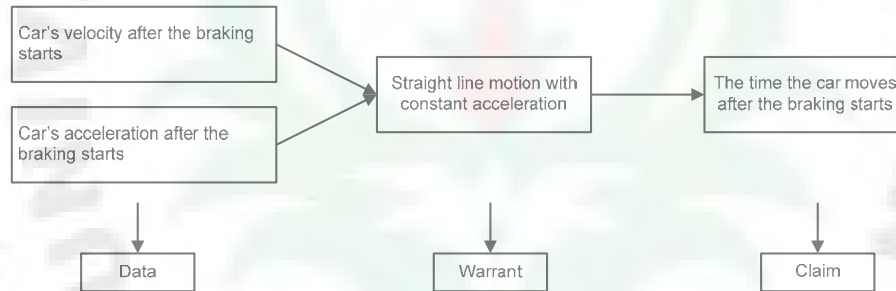 Car's velocity after the braking
starts
Straight line motion with
constant acceleration
The time the car moves
after the braking starts
Car's acceleration after the
braking starts
Data
Warrant
Claim